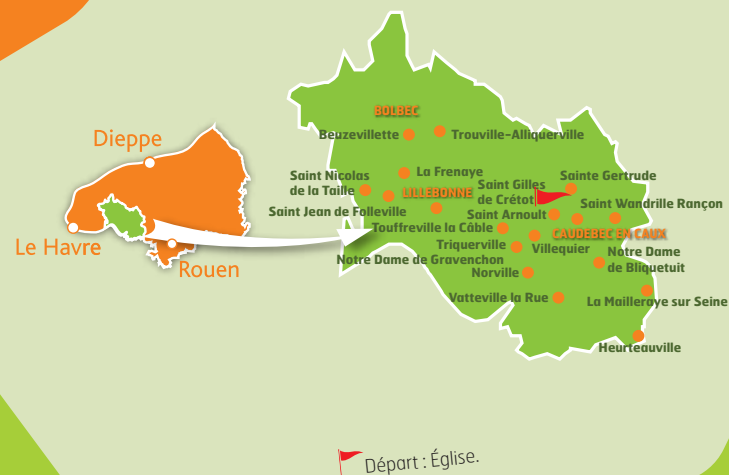 Dieppe
Le Havre
Rouen
BOLBEC
Beuzevillette
Trouville-Alliquerville
La Frenaye
Saint Nicolas
de la Taille
LILLEBONNE
Saint Jean de Folleville
Saint Gilles
de Crétot
Sainte Gertrude
Saint Wandrille Rançon
Saint Arnoult
Touffreville la Câble
CAUDEBEC EN CAUX
Triquerville
Villequier
Notre Dame de Gravenchon
Notre Dame
de Bliquetuit
Norville
Vatteville la Rue
La Mailleraye sur Seine
Heurteauville
Départ : Église.